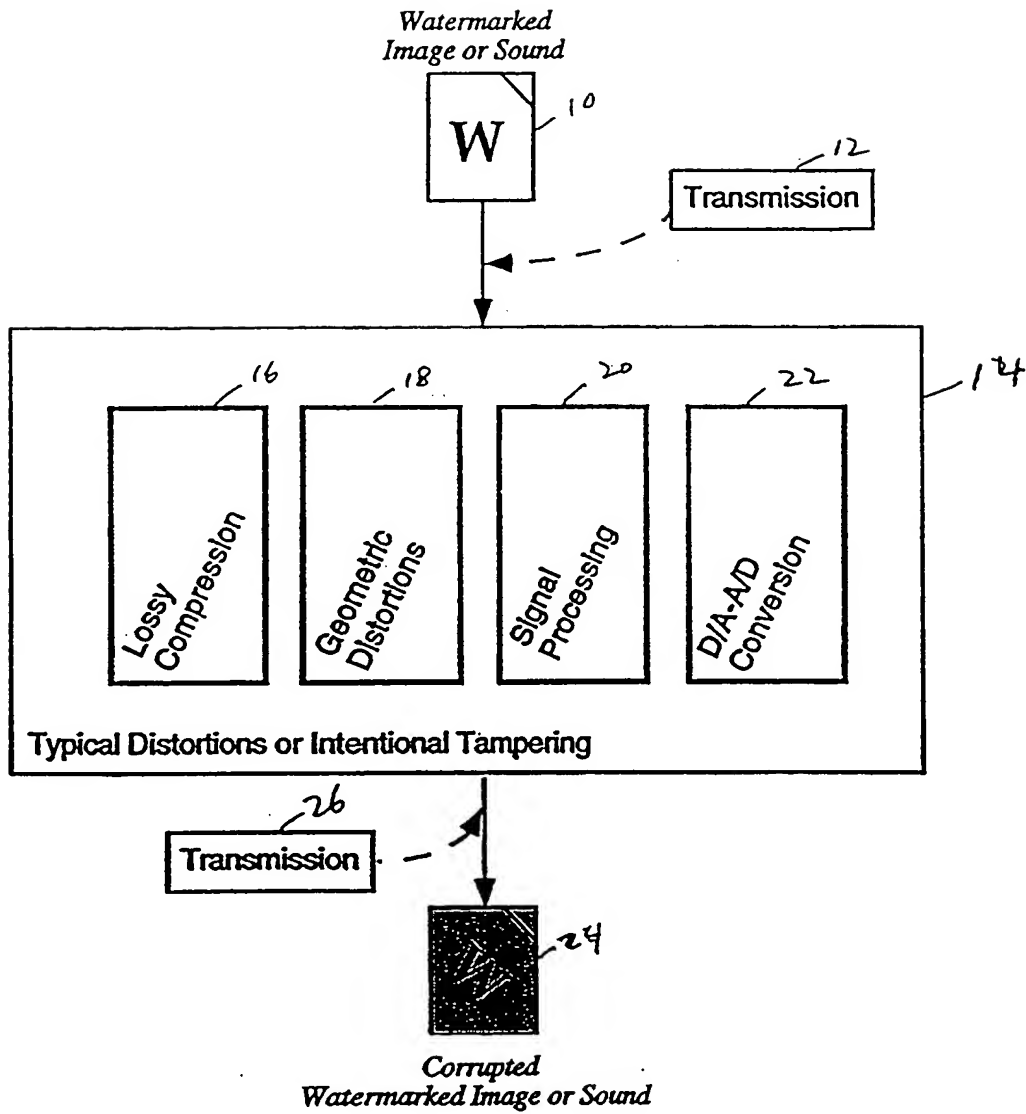 Watermarked
Image or Sound
W
10
12
Transmission
14
16
18
20
22
Lossy
Compression
Geometric
Distortions
Signal
Processing
D/A-A/D
Conversion
Typical Distortions or Intentional Tampering
26
Transmission
W
24
Corrupted
Watermarked Image or Sound